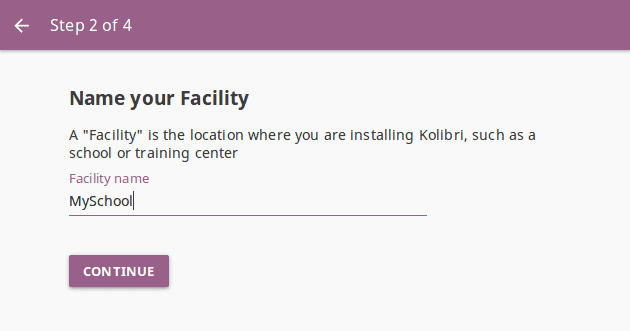 Step 2 of 4
Name your Facility
A "Facility" is the location where you are installing Kolibri, such as a
school or training center
Facility name
MySchool
CONTINUE